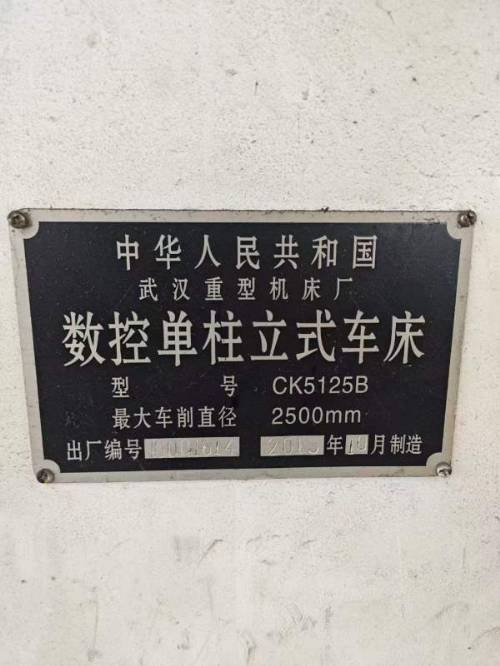 中华人民共和国
武汉重型机床厂
数控单柱立式车床
型号 CK5125B
最大车削直径 2500mm
出厂编号 年 月制造